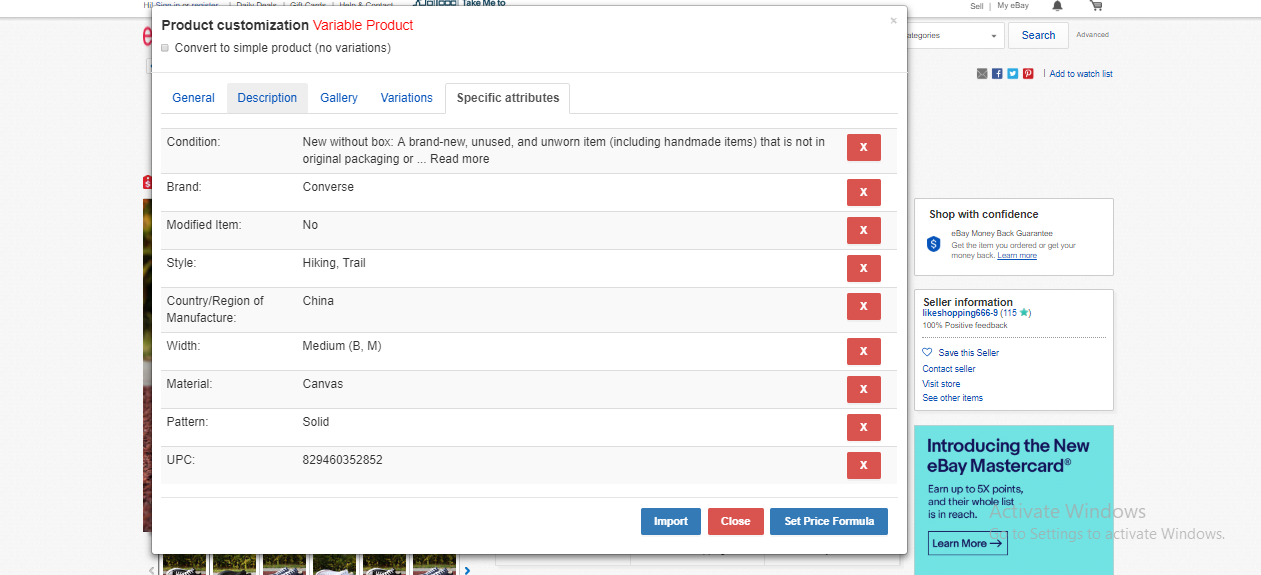 Hi! Sign in or register | Daily Deals | Gift Cards | Help & Contact Take Me to
Sell | My eBay
Product customization Variable Product x
Convert to simple product (no variations)
ategories Search Advanced
| Add to watch list
General Description Gallery Variations Specific attributes
Condition: New without box: A brand-new, unused, and unworn item (including handmade items) that is not in
original packaging or ... Read more X
Brand: Converse X
Modified Item: No X
Style: Hiking, Trail X
Country/Region of
Manufacture: China X
Width: Medium (B, M) X
Material: Canvas X
Pattern: Solid X
UPC: 829460352852 X
Import Close Set Price Formula
Shop with confidence
eBay Money Back Guarantee
Get the item you ordered or get your
money back. Learn more
Seller information
likeshopping666-9 (115 ★)
100% Positive feedback
Save this Seller
Contact seller
Visit store
See other items
Introducing the New
eBay Mastercard®
Earn up to 5X points,
and their whole list
is in reach.
Learn More →
Activate Windows
Go to Settings to activate Windows.